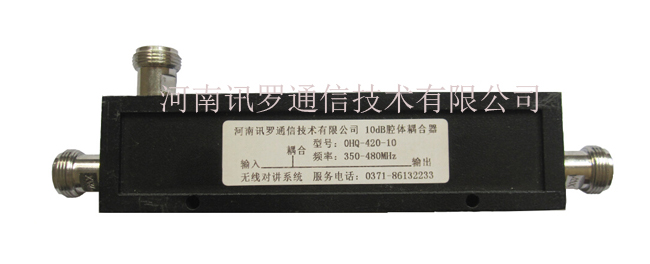 河南讯罗通信技术有限公司
河南讯罗通信技术有限公司 10dB腔体耦合器
耦合 型号：OHQ-420-10
输入 频率：350-480MHz 输出
无线对讲系统 服务电话：0371-86132233